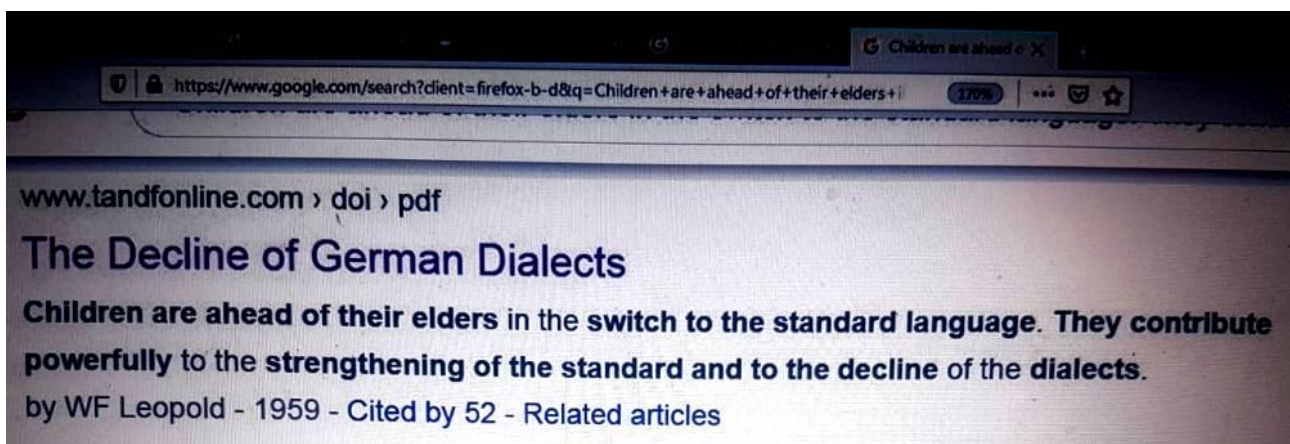 Children are ahead o
https://www.google.com/search?client=firefox-b-d&q=Children+are+ahead+of+their+elders+i
170%
www.tandfonline.com › doi › pdf
The Decline of German Dialects
Children are ahead of their elders in the switch to the standard language. They contribute
powerfully to the strengthening of the standard and to the decline of the dialects.
by WF Leopold - 1959 - Cited by 52 - Related articles